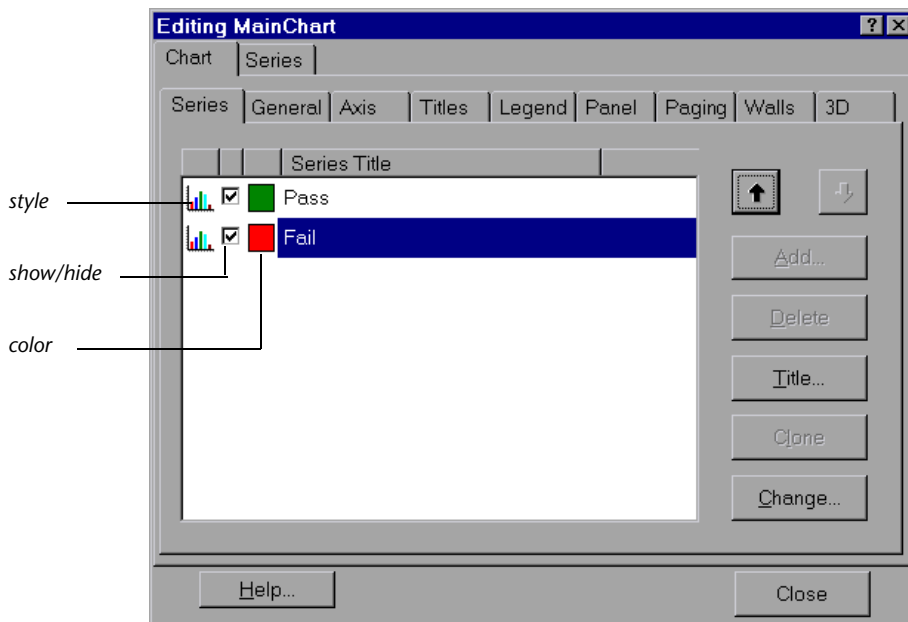 Editing MainChart
Chart Series
Series General Axis Titles Legend Panel Paging Walls 3D
Series Title
style
Pass
Fail
show/hide
color
Add...
Delete
Title...
Clone
Change...
Help...
Close